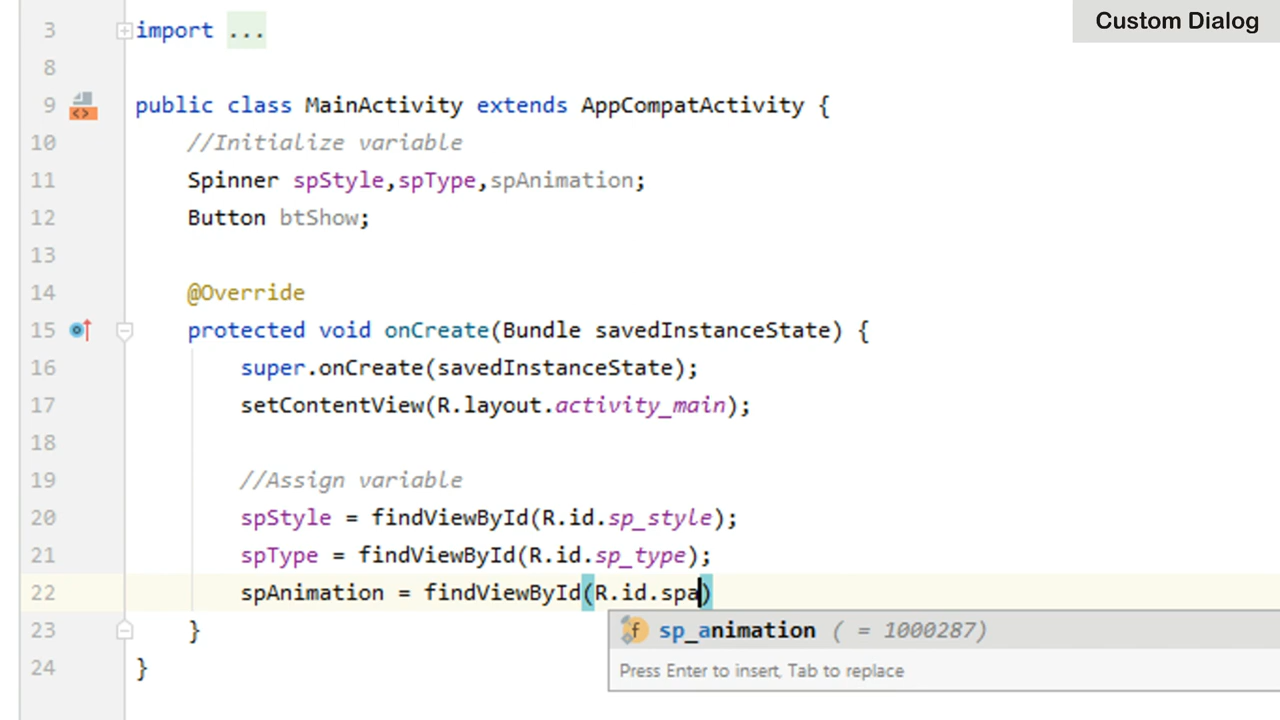 Custom Dialog
3 import ...
8
9 public class MainActivity extends AppCompatActivity {
10 //Initialize variable
11 Spinner spStyle,spType,spAnimation;
12 Button btShow;
13
14 @Override
15 protected void onCreate(Bundle savedInstanceState) {
16 super.onCreate(savedInstanceState);
17 setContentView(R.layout.activity_main);
18
19 //Assign variable
20 spStyle = findViewById(R.id.sp_style);
21 spType = findViewById(R.id.sp_type);
22 spAnimation = findViewById(R.id.spa)
23 }
sp_animation ( = 1000287)
24 }
Press Enter to insert, Tab to replace